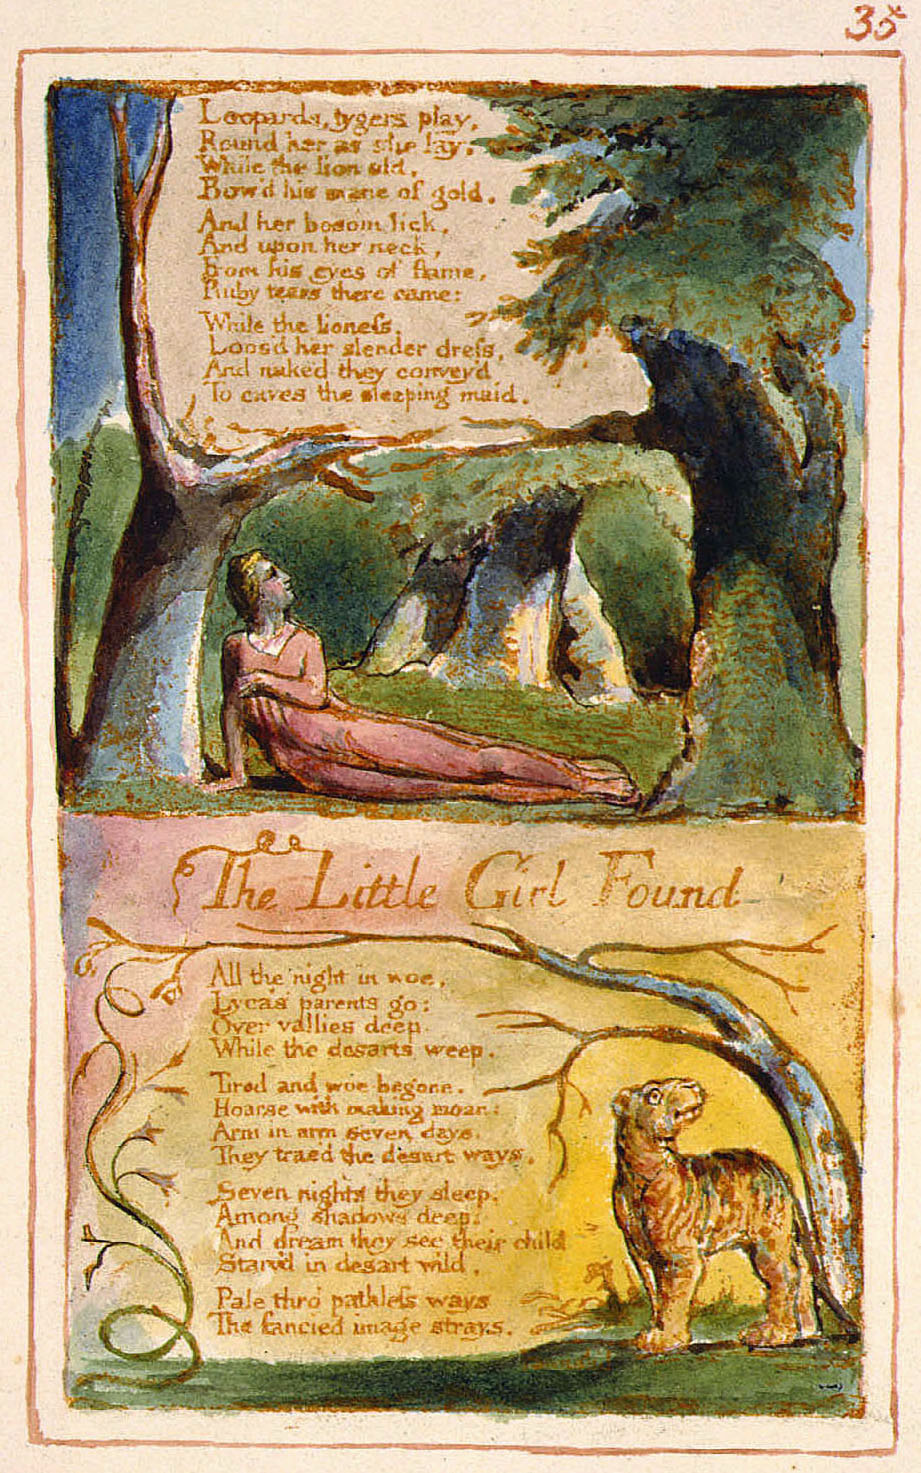 35
Leopards, tygers play,
Round her as she lay;
While the lion old,
Bow'd his mane of gold.
And her bosom lick,
And upon her neck,
From his eyes of flame,
Ruby tears there came:
While the lioness,
Loos'd her slender dress,
And naked they convey'd
To caves the sleeping maid.
The Little Girl Found
All the night in woe,
Lyca's parents go:
Over vallies deep.
While the desarts weep.
Tired and woe begone.
Hoarse with making moan:
Arm in arm seven days.
They trac'd the desart ways.
Seven nights they sleep.
Among shadows deep:
And dream they see their child
Starv'd in desart wild.
Pale thro' pathless ways
The fancied image strays.